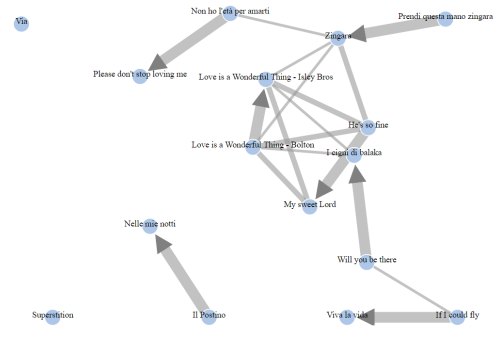 Non ho l'età per amarti
Prendi questa mano zingara
Via
Zingara
Please don't stop loving me
Love is a Wonderful Thing - Isley Bros
He's so fine
Love is a Wonderful Thing - Bolton
I cigni di balaka
My sweet Lord
Nelle mie notti
Will you be there
Superstition
Il Postino
Viva la vida
If I could fly